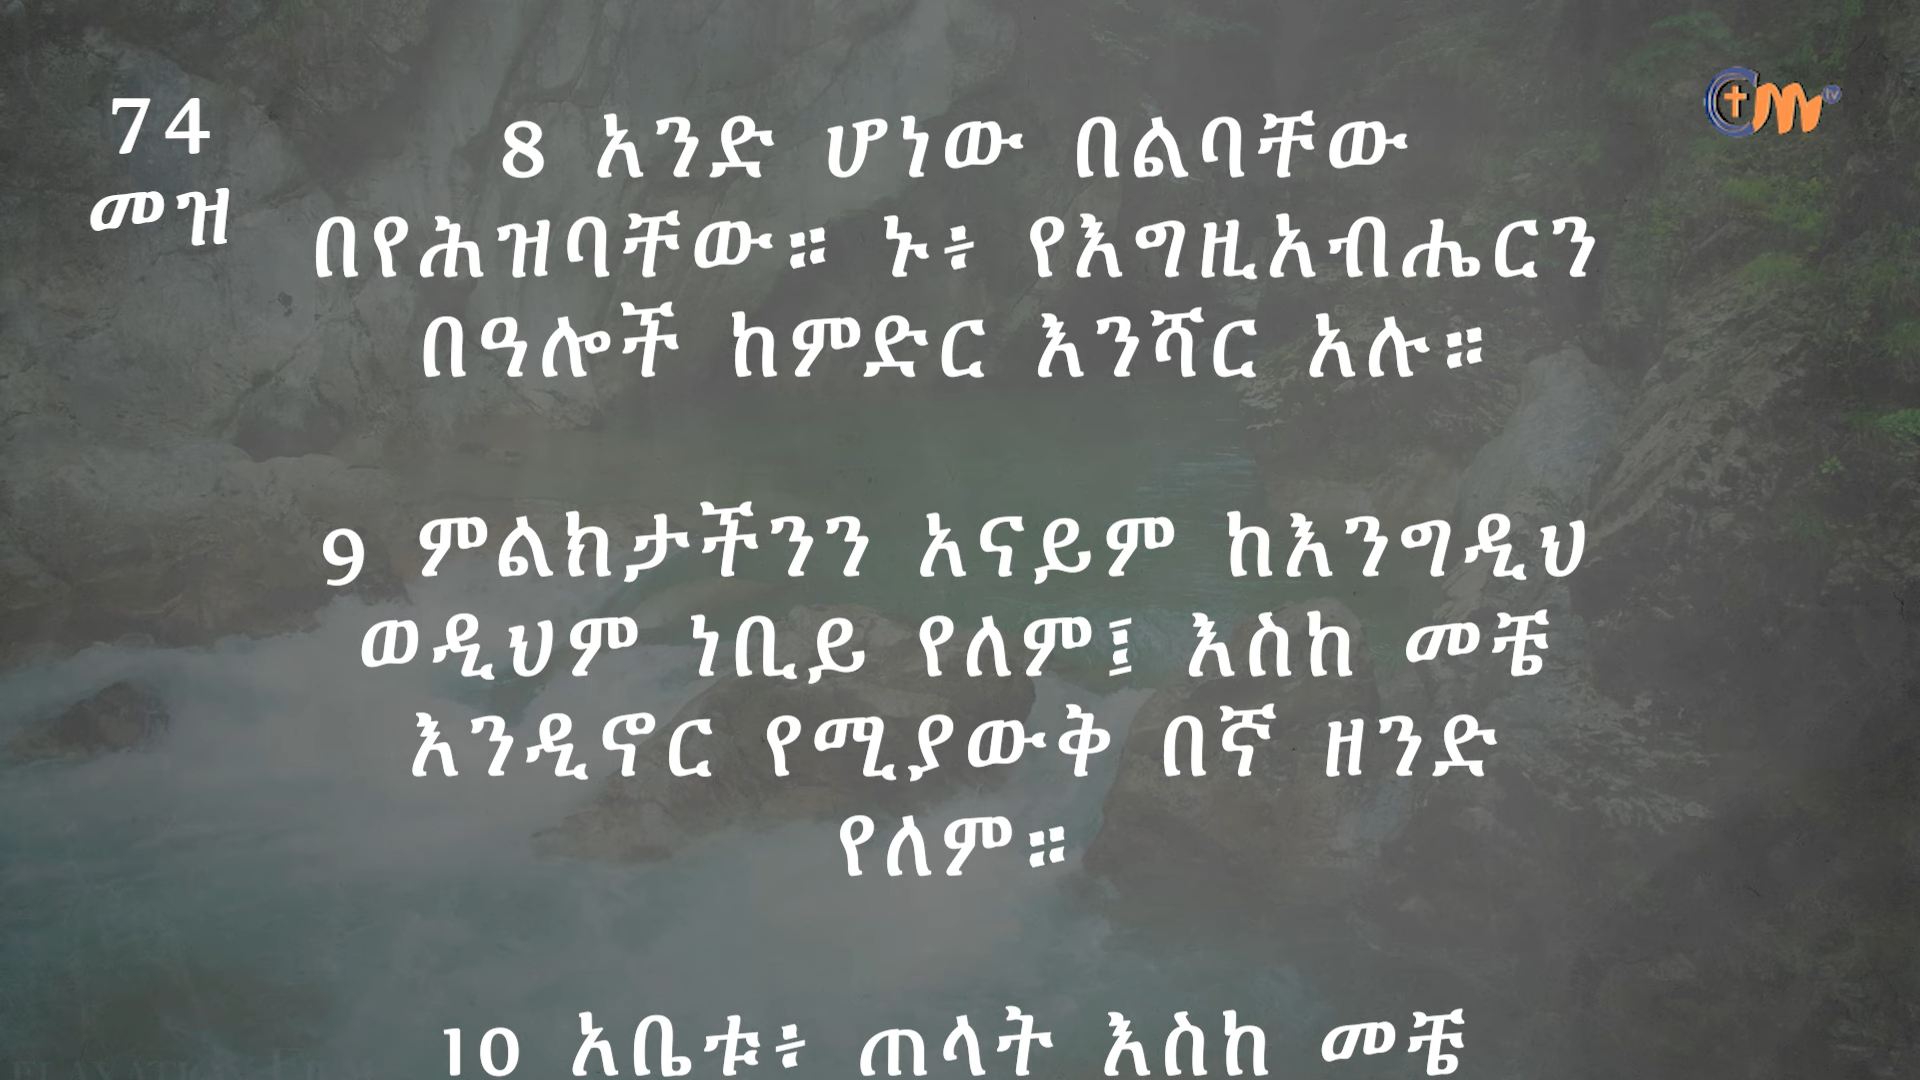 74
መዝ
8 አንድ ሆነው በልባቸው
በየሕዝባቸው። ኑ፥ የእግዚአብሔርን
በዓሎች ከምድር እንሻር አሉ።
9 ምልክታችንን አናይም ከእንግዲህ
ወዲህም ነቢይ የለም፤ እስከ መቼ
እንዲኖር የሚያውቅ በኛ ዘንድ
የለም።
10 አቤቱ፥ ጠላት እስከ መቼ